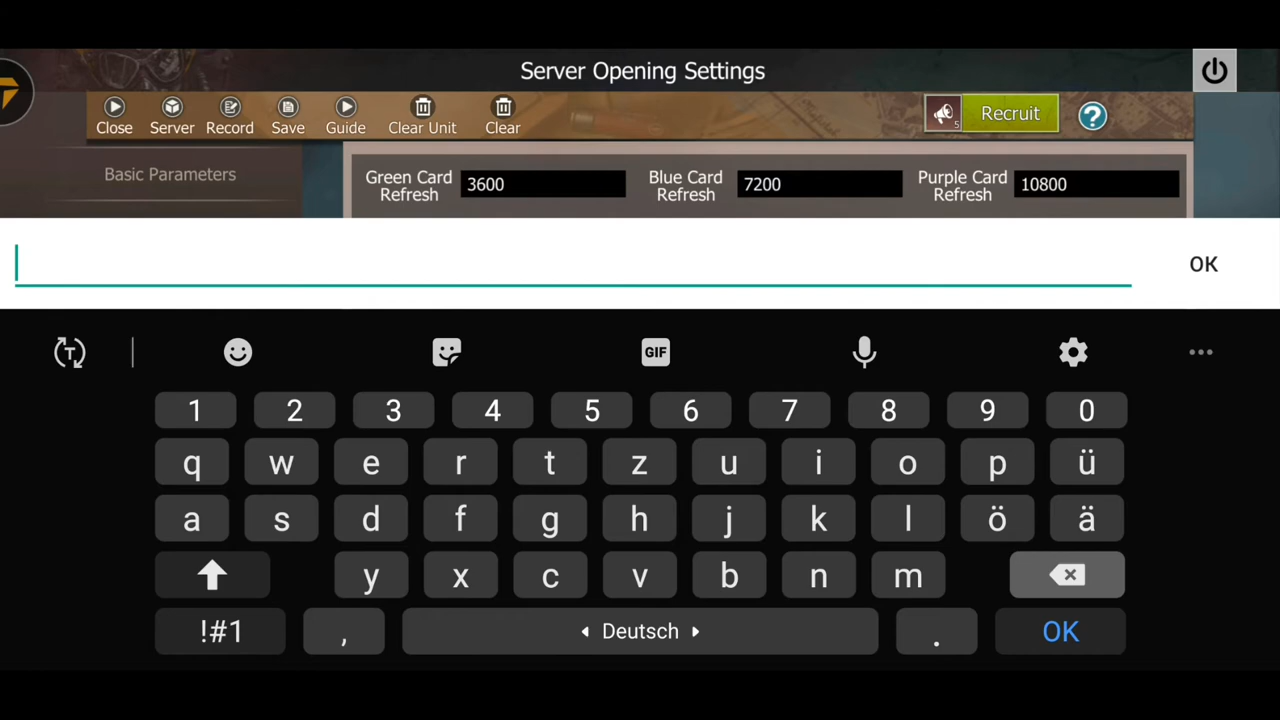 Server Opening Settings
Close Server Record Save Guide Clear Unit Clear
5 Recruit ?
Basic Parameters
Green Card Refresh 3600 Blue Card Refresh 7200 Purple Card Refresh 10800
OK
T GIF ...
1 2 3 4 5 6 7 8 9 0
q w e r t z u i o p ü
a s d f g h j k l ö ä
y x c v b n m
!#1 , Deutsch . OK